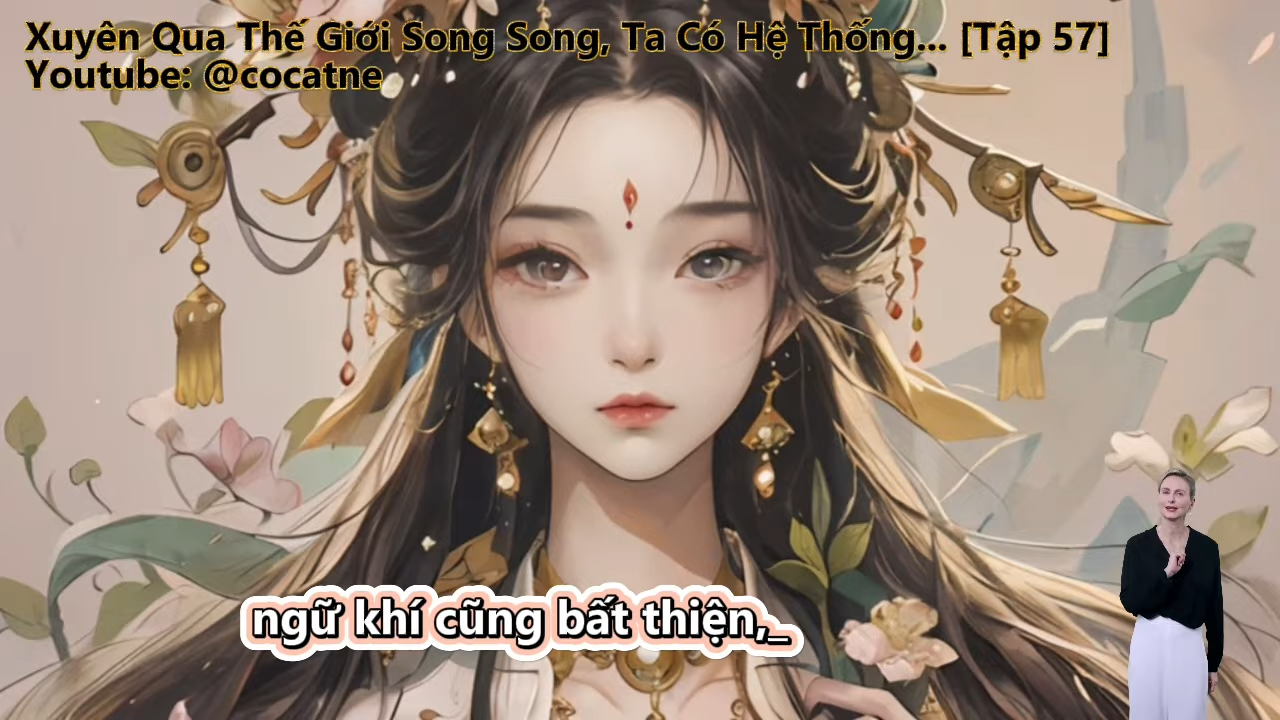 Xuyên Qua Thế Giới Song Song, Ta Có Hệ Thống... [Tập 57]
Youtube: @cocatne
ngữ khí cũng bất thiện,_